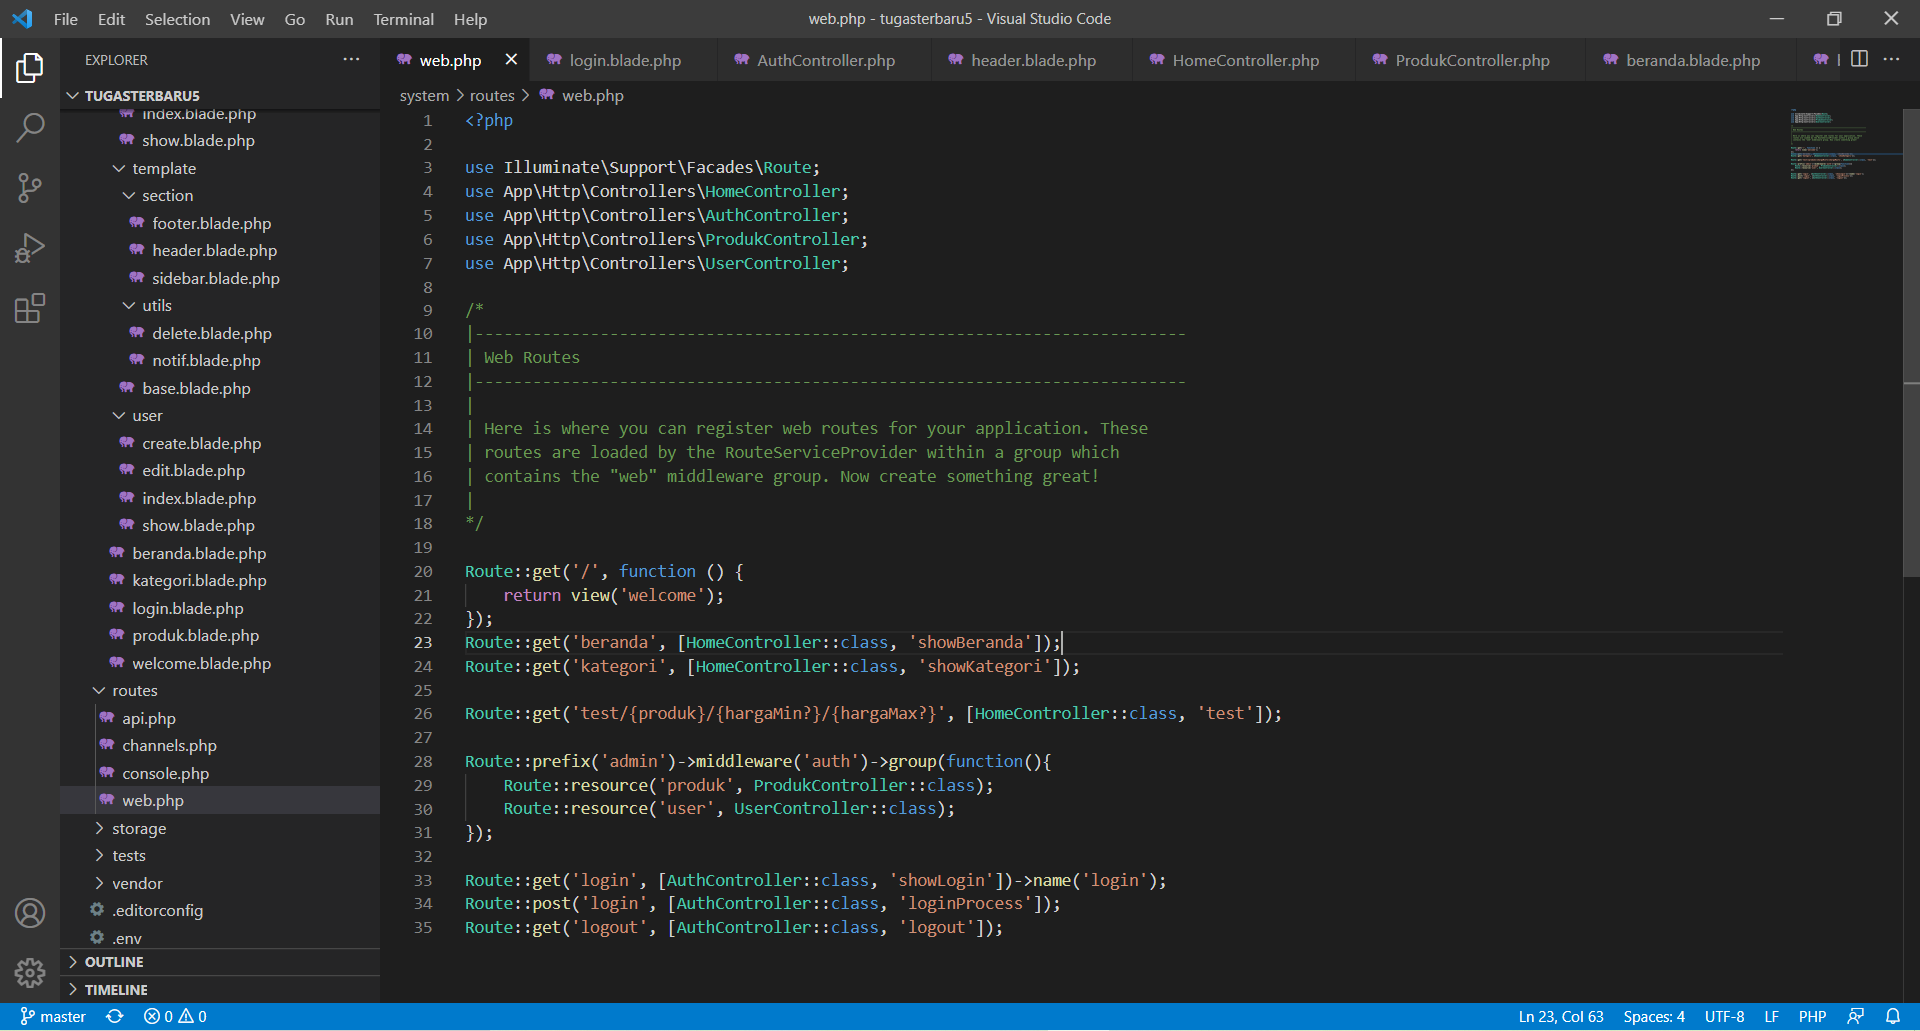 File Edit Selection View Go Run Terminal Help
web.php - tugasterbaru5 - Visual Studio Code
EXPLORER
TUGASTERBARU5
index.blade.php
show.blade.php
template
section
footer.blade.php
header.blade.php
sidebar.blade.php
utils
delete.blade.php
notif.blade.php
base.blade.php
user
create.blade.php
edit.blade.php
index.blade.php
show.blade.php
beranda.blade.php
kategori.blade.php
login.blade.php
produk.blade.php
welcome.blade.php
routes
api.php
channels.php
console.php
web.php
storage
tests
vendor
.editorconfig
.env
OUTLINE
TIMELINE
web.php login.blade.php AuthController.php header.blade.php HomeController.php ProdukController.php beranda.blade.php
system > routes > web.php
1 <?php
2
3 use Illuminate\Support\Facades\Route;
4 use App\Http\Controllers\HomeController;
5 use App\Http\Controllers\AuthController;
6 use App\Http\Controllers\ProdukController;
7 use App\Http\Controllers\UserController;
8
9 /*
10 |--------------------------------------------------------------------------
11 | Web Routes
12 |--------------------------------------------------------------------------
13 |
14 | Here is where you can register web routes for your application. These
15 | routes are loaded by the RouteServiceProvider within a group which
16 | contains the "web" middleware group. Now create something great!
17 |
18 */
19
20 Route::get('/', function () {
21     return view('welcome');
22 });
23 Route::get('beranda', [HomeController::class, 'showBeranda']);
24 Route::get('kategori', [HomeController::class, 'showKategori']);
25
26 Route::get('test/{produk}/{hargaMin?}/{hargaMax?}', [HomeController::class, 'test']);
27
28 Route::prefix('admin')->middleware('auth')->group(function(){
29     Route::resource('produk', ProdukController::class);
30     Route::resource('user', UserController::class);
31 });
32
33 Route::get('login', [AuthController::class, 'showLogin'])->name('login');
34 Route::post('login', [AuthController::class, 'loginProcess']);
35 Route::get('logout', [AuthController::class, 'logout']);
master 0 0 Ln 23, Col 63 Spaces: 4 UTF-8 LF PHP